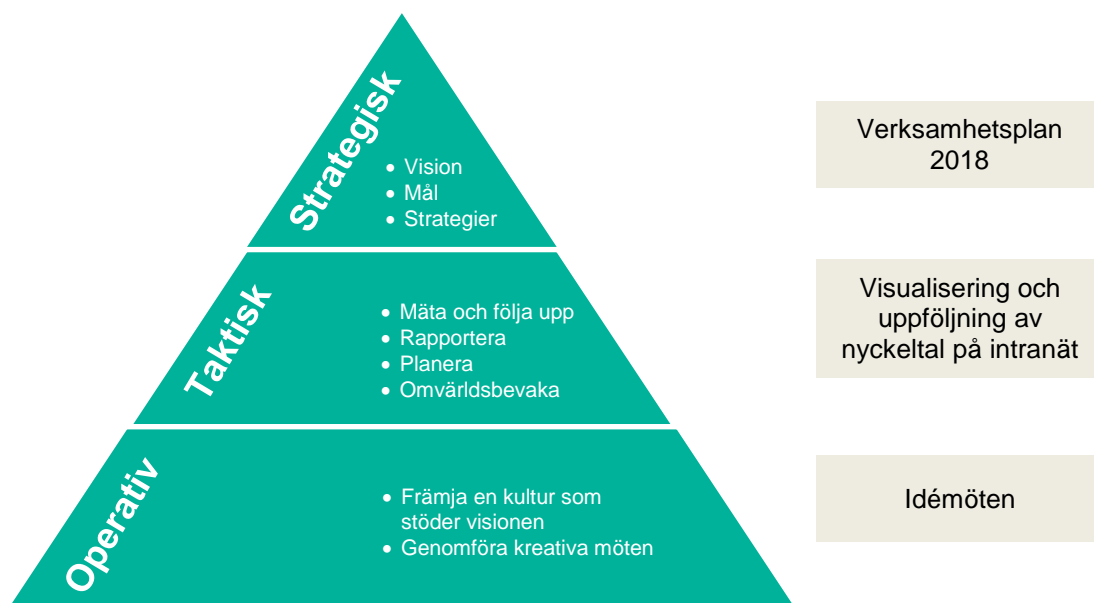 Strategisk
• Vision
• Mål
• Strategier
Verksamhetsplan
2018
Taktisk
• Mäta och följa upp
• Rapportera
• Planera
• Omvärldsbevaka
Visualisering och
uppföljning av
nyckeltal på intranät
Operativ
• Främja en kultur som
stöder visionen
• Genomföra kreativa möten
Idémöten